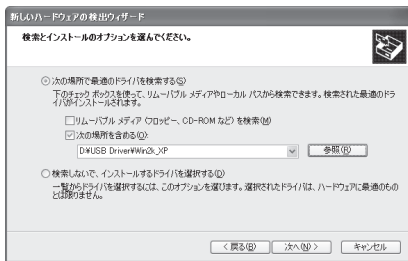 新しいハードウェアの検出ウィザード
検索とインストールのオプションを選んでください。
次の場所で最適のドライバを検索する(S)
下のチェック ボックスを使って、リムーバブル メディアやローカル パスから検索できます。検索された最適のドラ
イバがインストールされます。
リムーバブル メディア (フロッピー、CD-ROM など) を検索(M)
次の場所を含める(O):
D:¥USB Driver¥Win2k_XP
参照(R)
検索しないで、インストールするドライバを選択する(D)
一覧からドライバを選択するには、このオプションを選びます。選択されたドライバは、ハードウェアに最適のもの
とは限りません。
< 戻る(B)
次へ(N) >
キャンセル